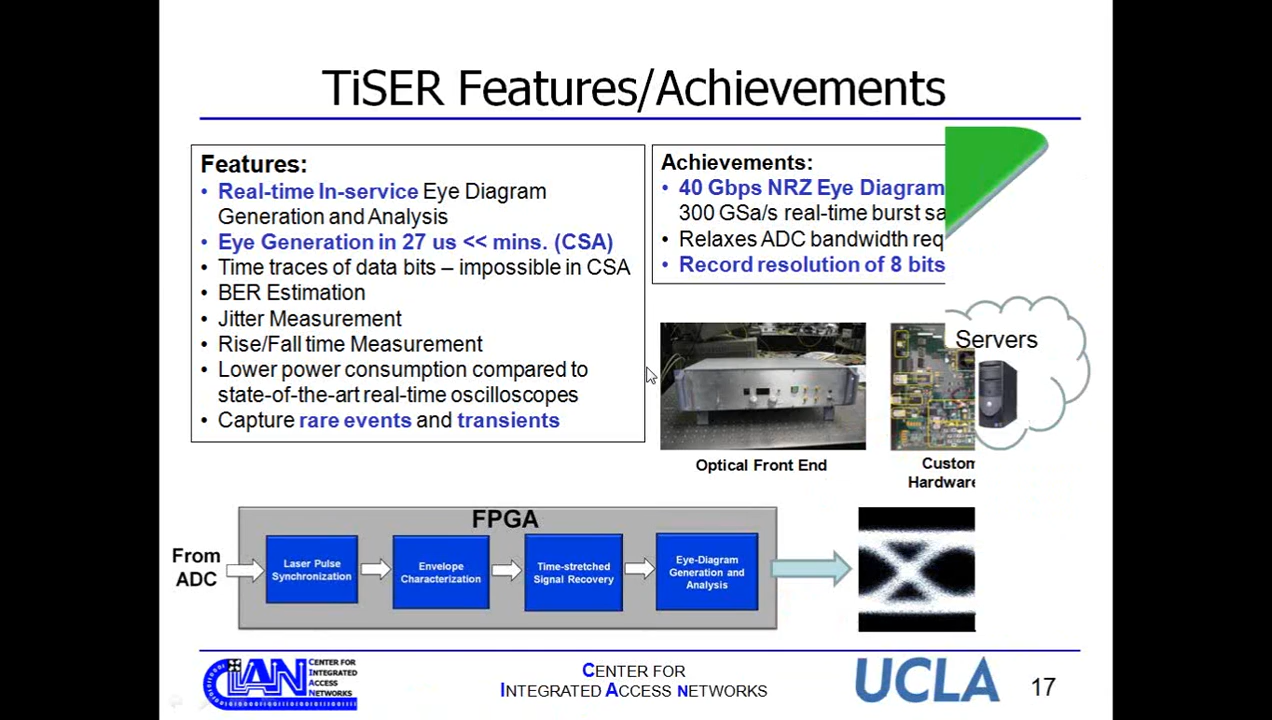 TiSER Features/Achievements
Features:
• Real-time In-service Eye Diagram
Generation and Analysis
• Eye Generation in 27 us << mins. (CSA)
• Time traces of data bits – impossible in CSA
• BER Estimation
• Jitter Measurement
• Rise/Fall time Measurement
• Lower power consumption compared to
state-of-the-art real-time oscilloscopes
• Capture rare events and transients
Achievements:
• 40 Gbps NRZ Eye Diagram
300 GSa/s real-time burst sa
• Relaxes ADC bandwidth req
• Record resolution of 8 bits
Servers
Optical Front End
Custom
Hardware
FPGA
From
ADC
Laser Pulse
Synchronization
Envelope
Characterization
Time-stretched
Signal Recovery
Eye-Diagram
Generation and
Analysis
CIAN
CENTER FOR
INTEGRATED
ACCESS
NETWORKS
CENTER FOR
INTEGRATED ACCESS NETWORKS
UCLA
17